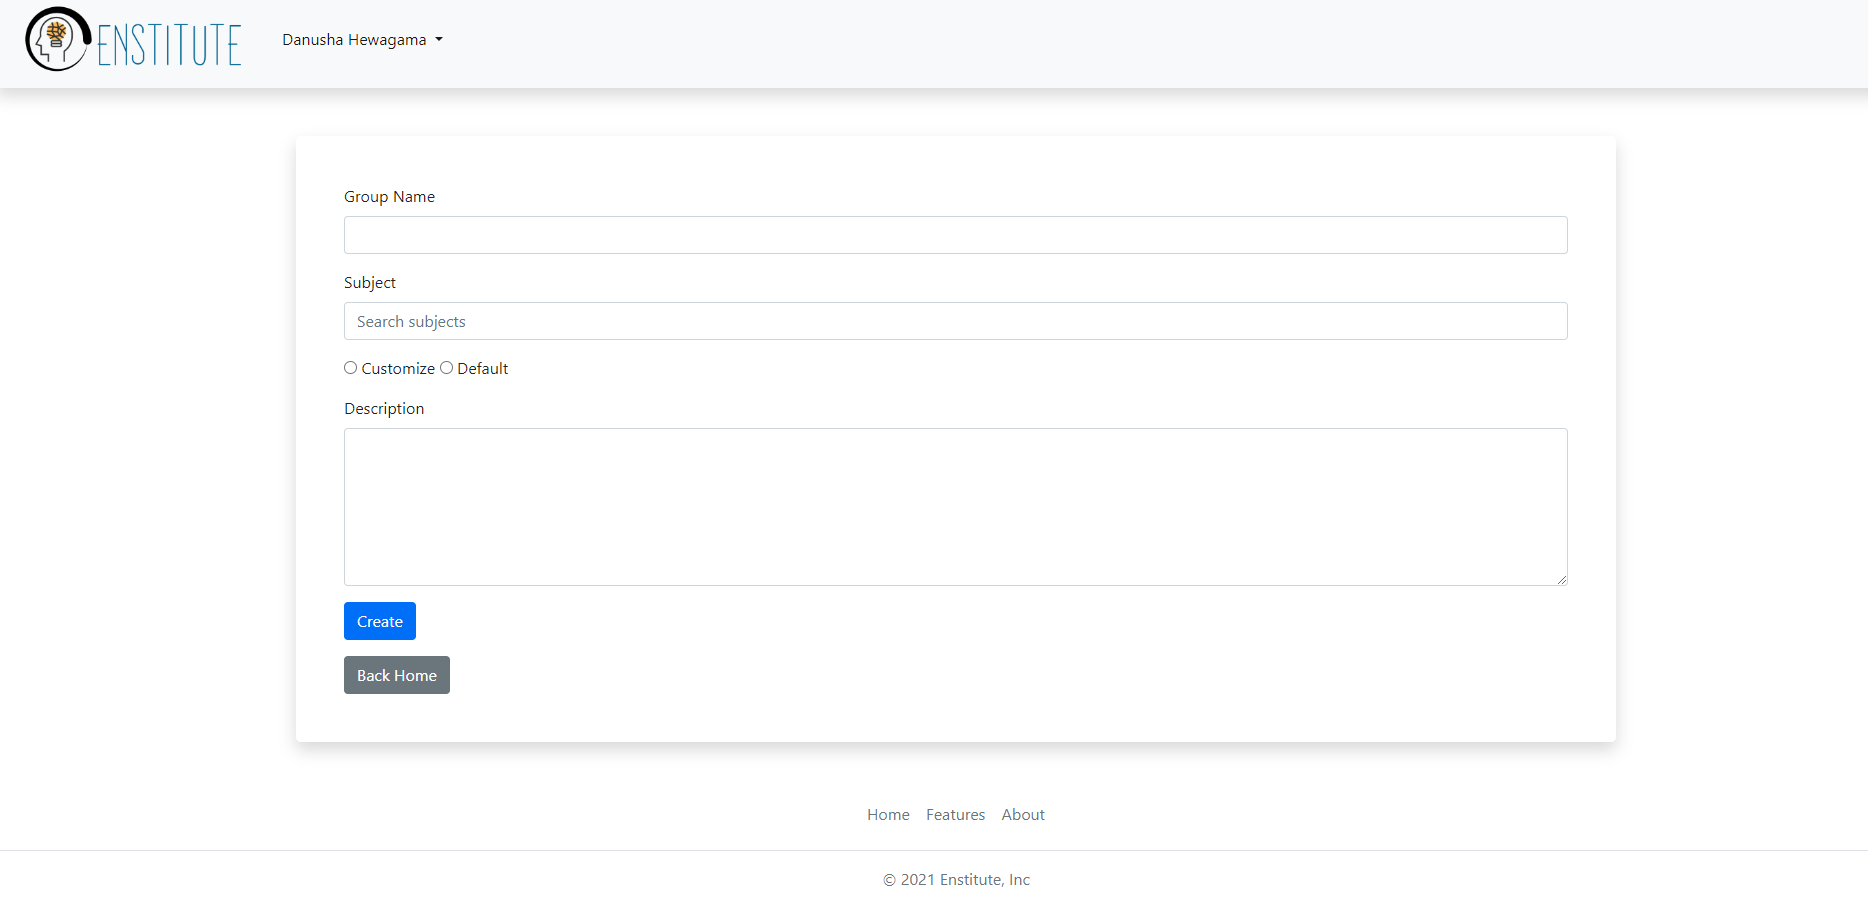 ENSTITUTE Danusha Hewagama
Group Name
Subject
Search subjects
Customize Default
Description
Create
Back Home
Home Features About
© 2021 Enstitute, Inc